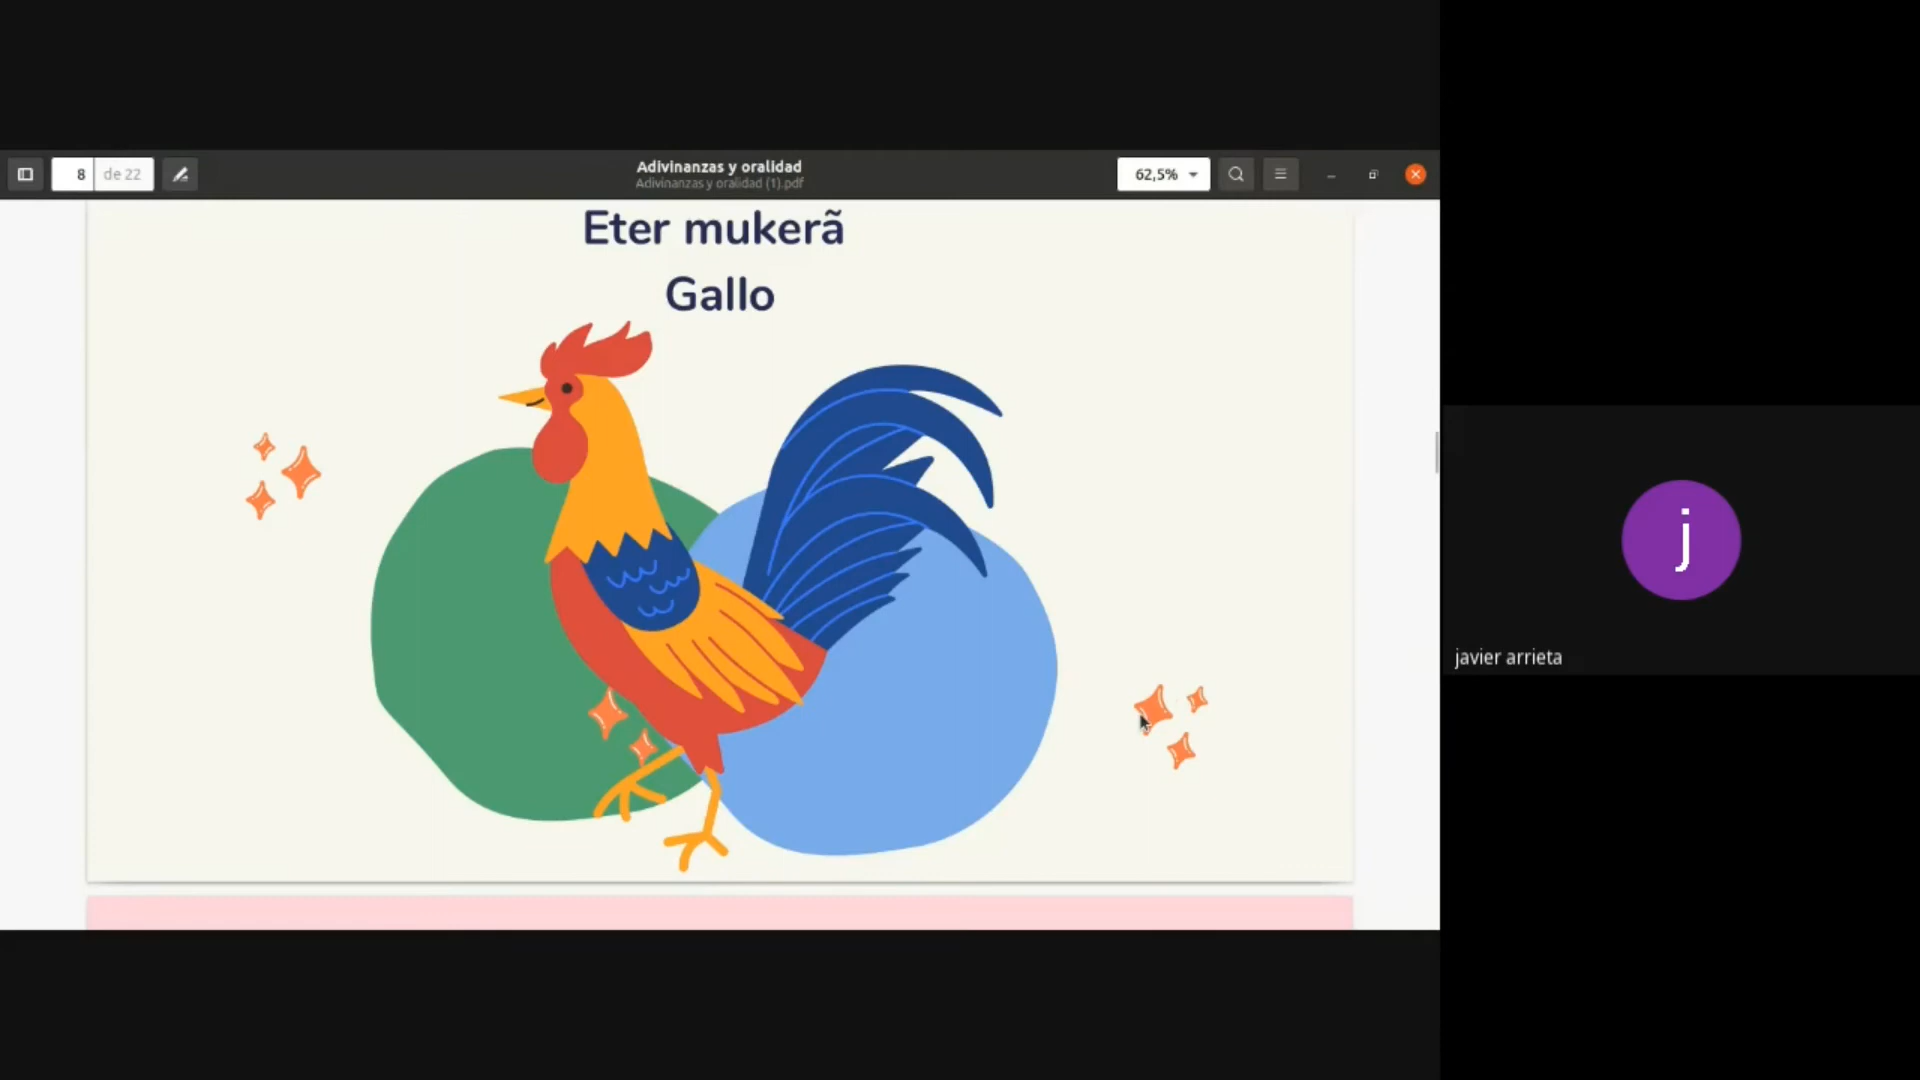 8 de 22
Adivinanzas y oralidad
Adivinanzas y oralidad (1).pdf
62,5%
Eter mukerã
Gallo
j
javier arrieta